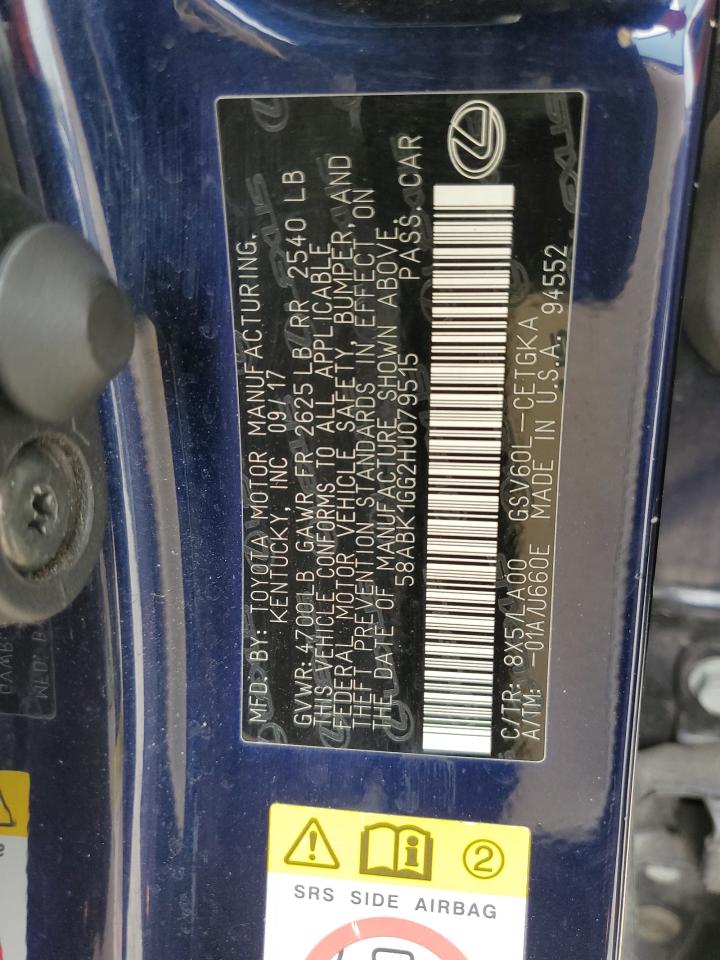 MFD. BY: TOYOTA MOTOR MANUFACTURING.
KENTUCKY, INC 09/17
GVWR: 4700LB GAWR FR 2625 LB RR 2540 LB
THIS VEHICLE CONFORMS TO ALL APPLICABLE
FEDERAL MOTOR VEHICLE SAFETY, BUMPER, AND
THEFT PREVENTION STANDARDS IN EFFECT ON
THE DATE OF MANUFACTURE SHOWN ABOVE.
58ABK1GG2HU079515 PASS. CAR
C/TR: 8X5/LA00 GSV60L-CETGKA
A/TM: -01A/U660E MADE IN U.S.A. 94552
2
SRS SIDE AIRBAG